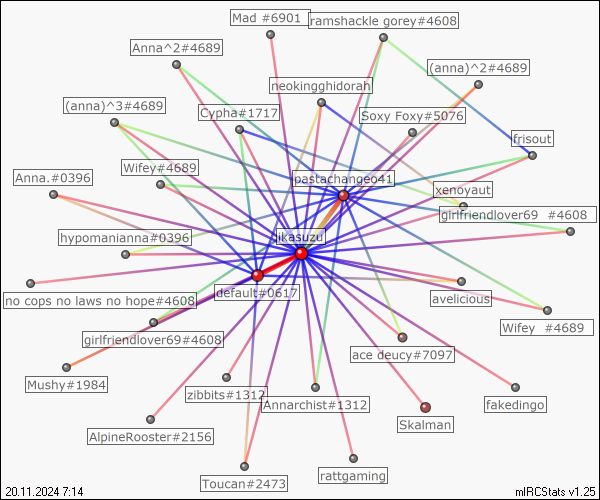 Mad #6901
ramshackle gorey#4608
Anna^2#4689
(anna)^2#4689
neokingghidorah
(anna)^3#4689
Cypha#1717
Soxy Foxy#5076
frisout
Wifey#4689
Anna.#0396
pastachangeo41
xenoyaut
girlfriendlover69 #4608
hypomanianna#0396
likasuzu
no cops no laws no hope#4608
default#0617
avelicious
Wifey #4689
girlfriendlover69#4608
ace deucy#7097
Mushy#1984
zibbits#1312
Annarchist#1312
fakedingo
Skalman
AlpineRooster#2156
Toucan#2473
rattgaming
20.11.2024 7:14
mIRCStats v1.25